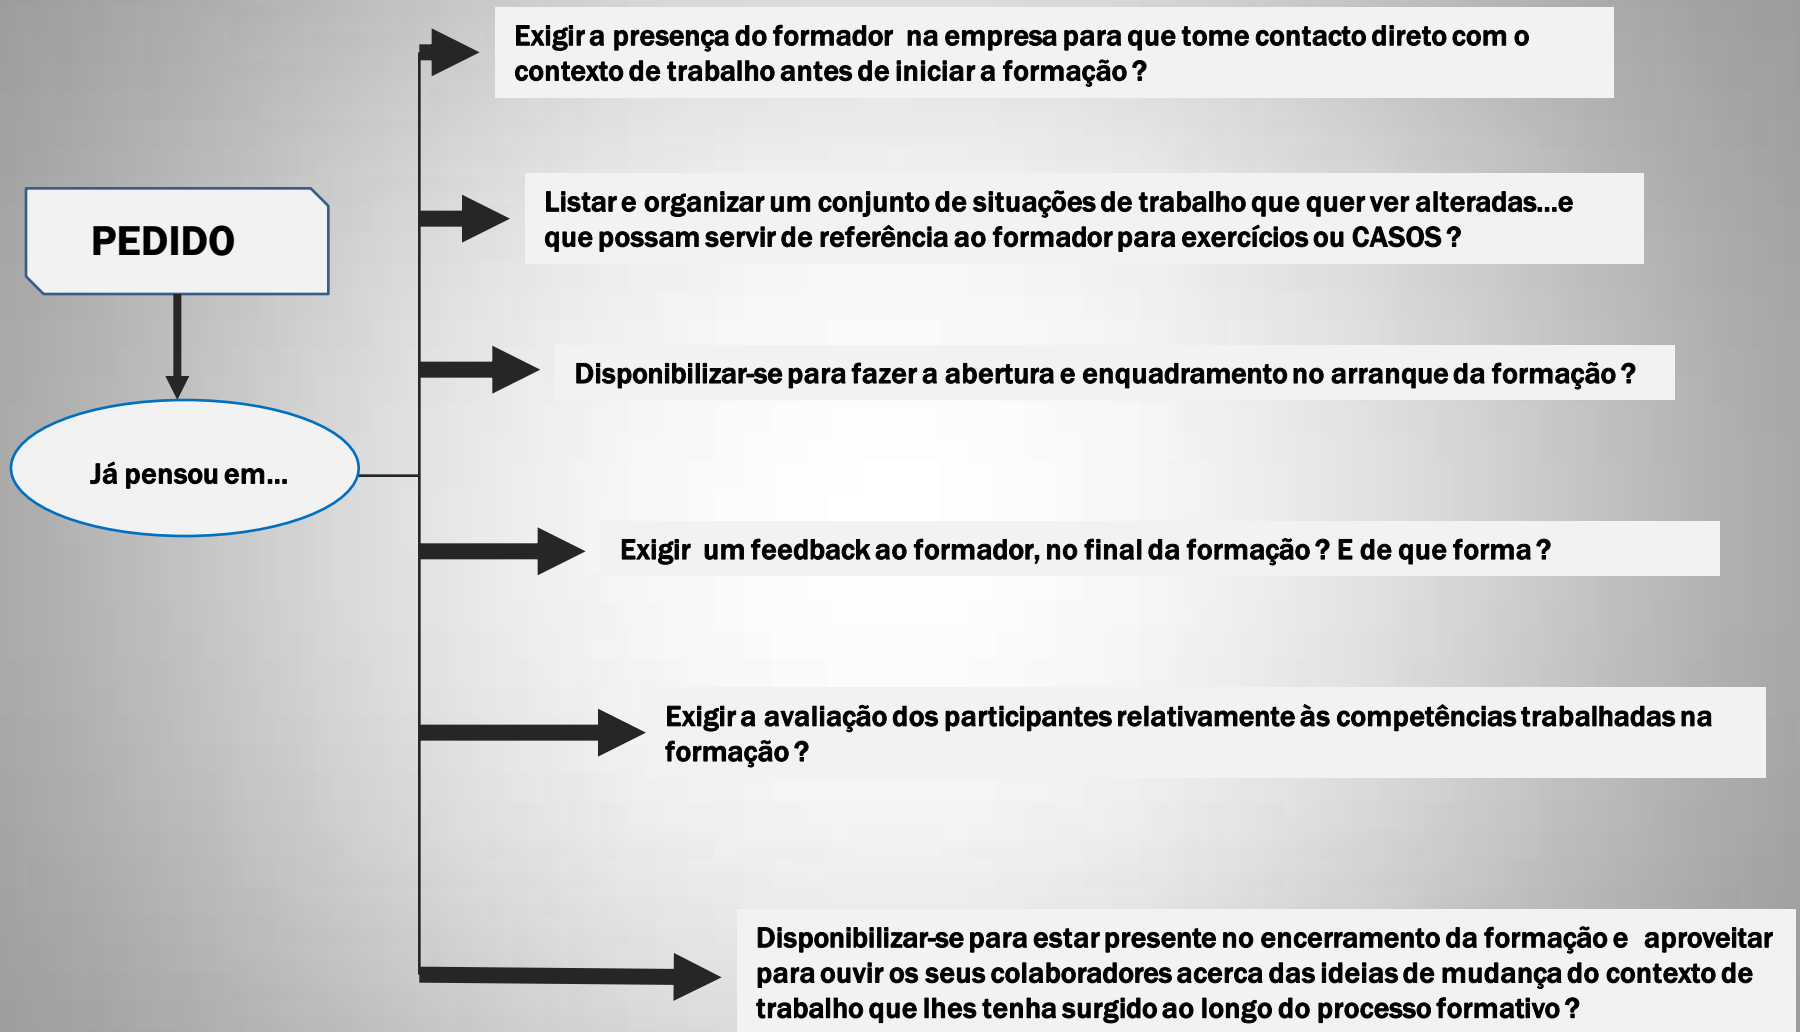 Exigir a presença do formador na empresa para que tome contacto direto com o
contexto de trabalho antes de iniciar a formação ?
Listar e organizar um conjunto de situações de trabalho que quer ver alteradas...e
que possam servir de referência ao formador para exercícios ou CASOS ?
PEDIDO
Disponibilizar-se para fazer a abertura e enquadramento no arranque da formação ?
Já pensou em...
Exigir um feedback ao formador, no final da formação ? E de que forma ?
Exigir a avaliação dos participantes relativamente às competências trabalhadas na
formação ?
Disponibilizar-se para estar presente no encerramento da formação e aproveitar
para ouvir os seus colaboradores acerca das ideias de mudança do contexto de
trabalho que lhes tenha surgido ao longo do processo formativo ?